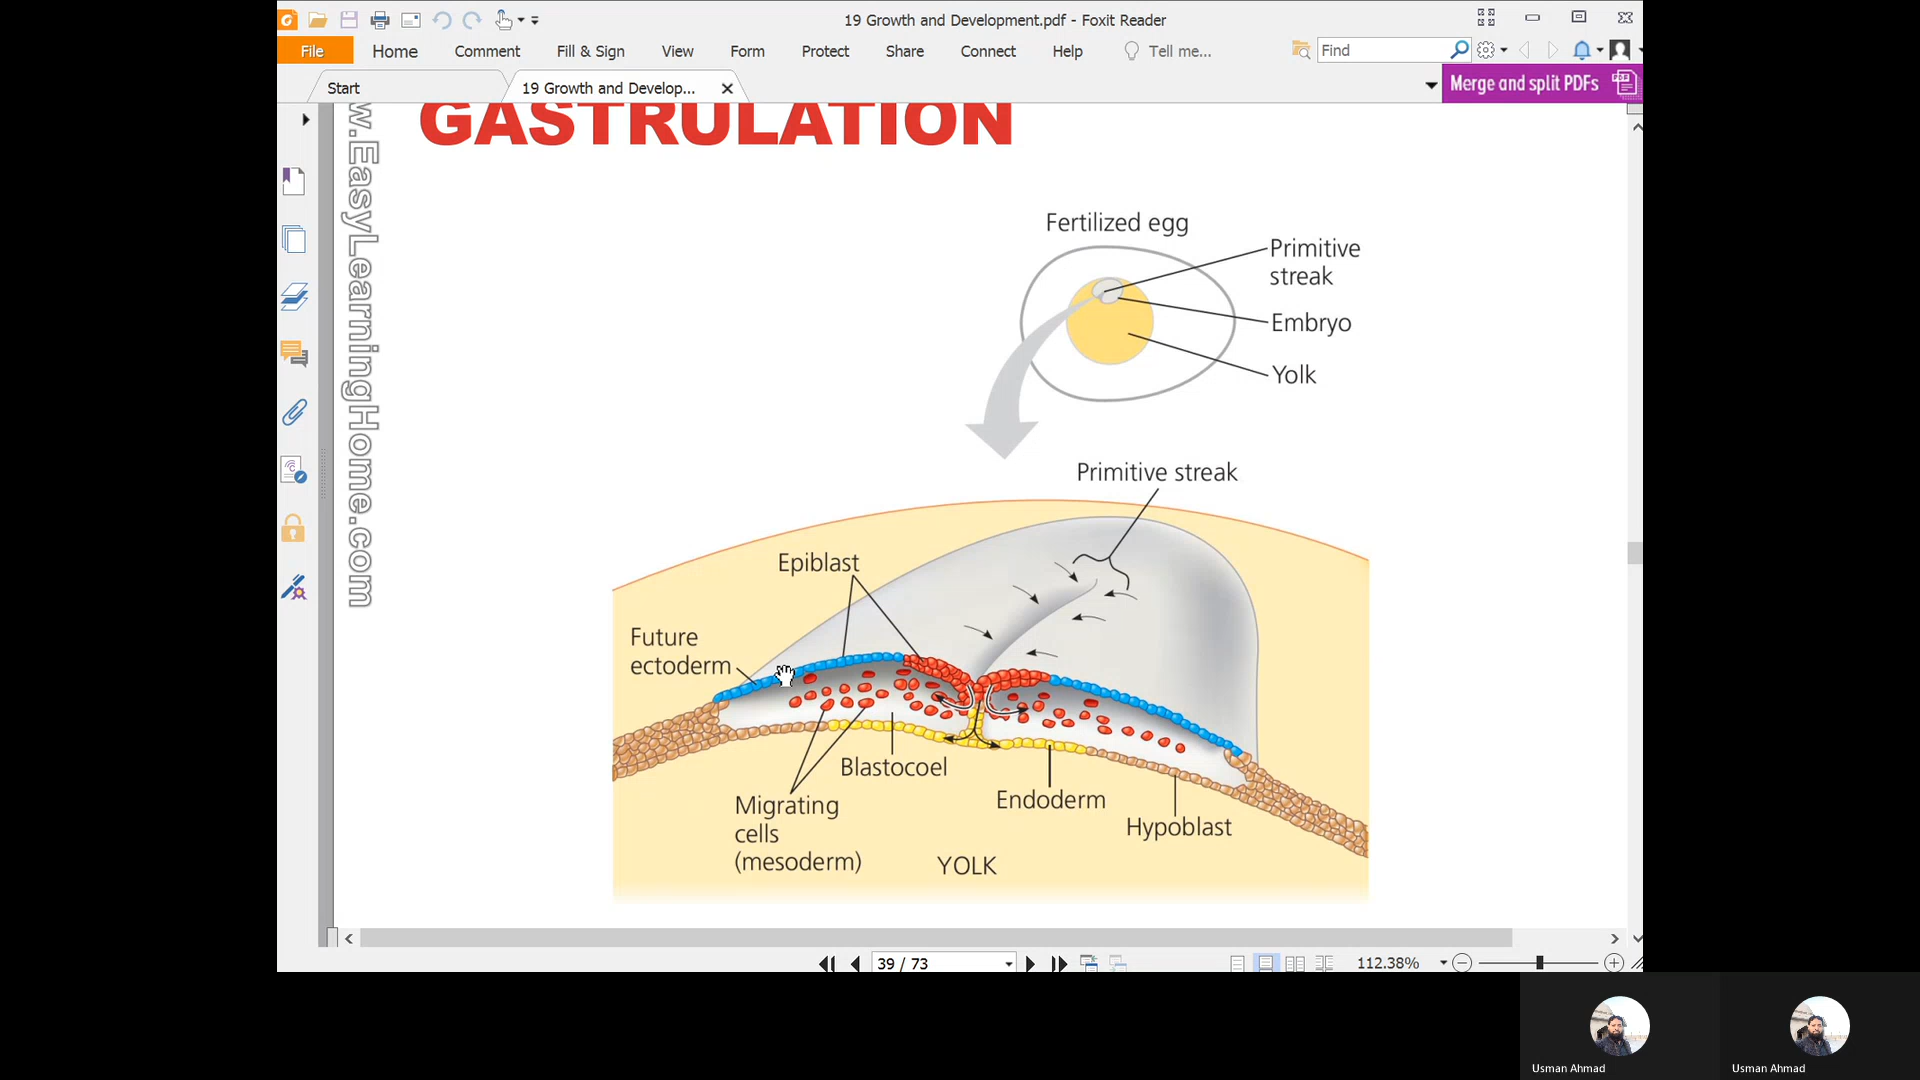 19 Growth and Development.pdf - Foxit Reader
File Home Comment Fill & Sign View Form Protect Share Connect Help Tell me... Find
Start 19 Growth and Develop... Merge and split PDFs
w.EasyLearningHome.com
GASTRULATION
Fertilized egg
Primitive
streak
Embryo
Yolk
Primitive streak
Epiblast
Future
ectoderm
Blastocoel
Endoderm
Migrating
cells
(mesoderm)
Hypoblast
YOLK
39 / 73 112.38%
Usman Ahmad Usman Ahmad